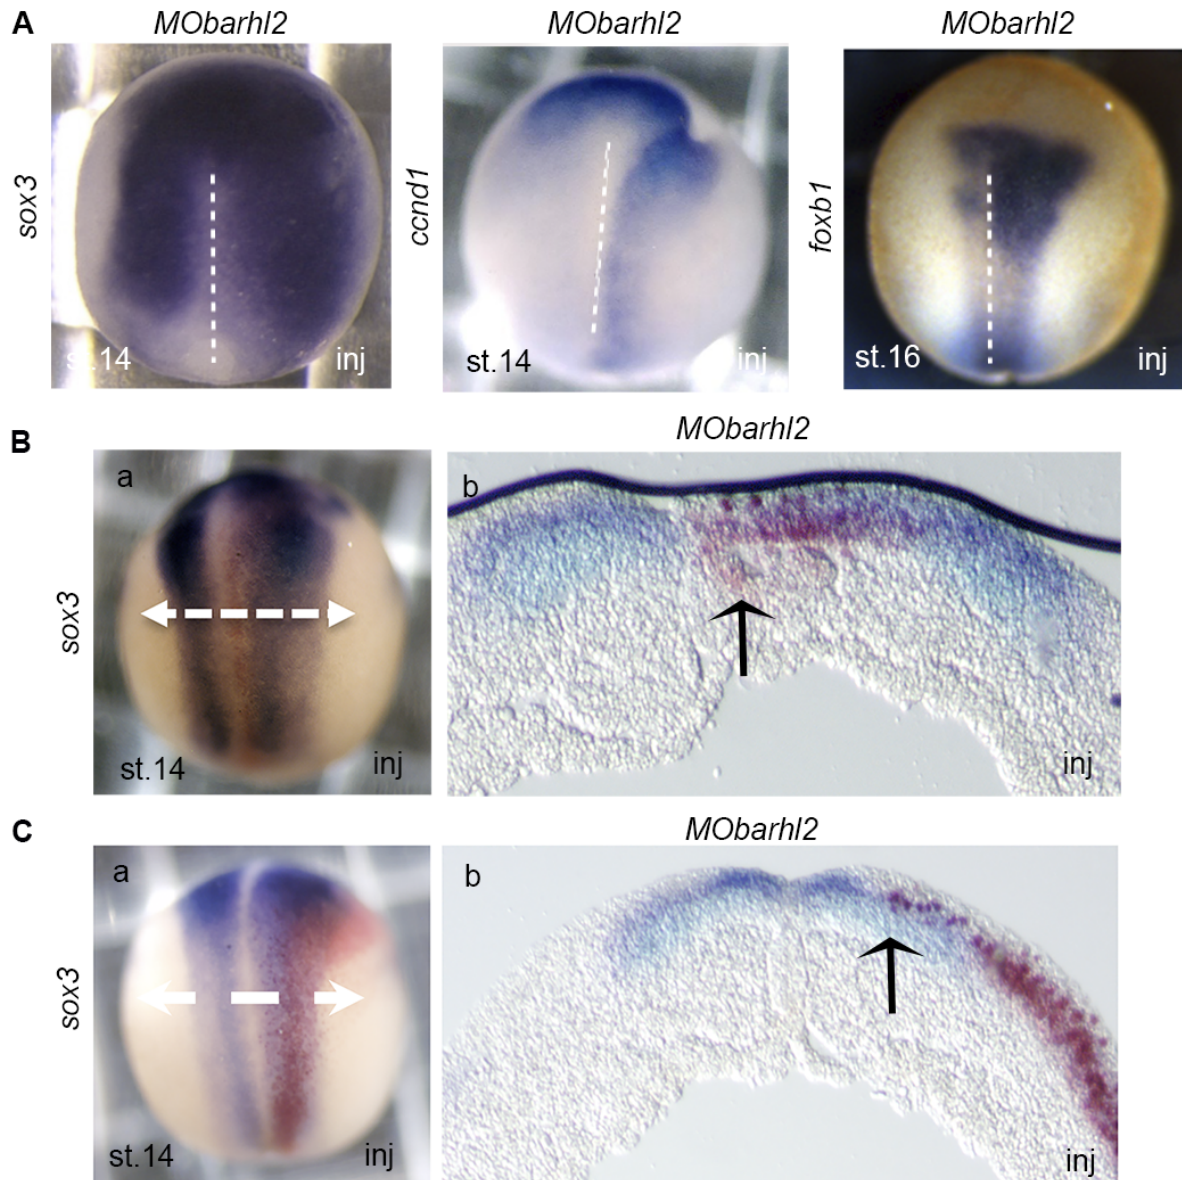 A
MObarhl2
MObarhl2
MObarhl2
sox3
ccnd1
foxb1
st.14
inj
st.14
inj
st.16
inj
B
MObarhl2
a
b
sox3
st.14
inj
inj
C
MObarhl2
a
b
sox3
st.14
inj
inj